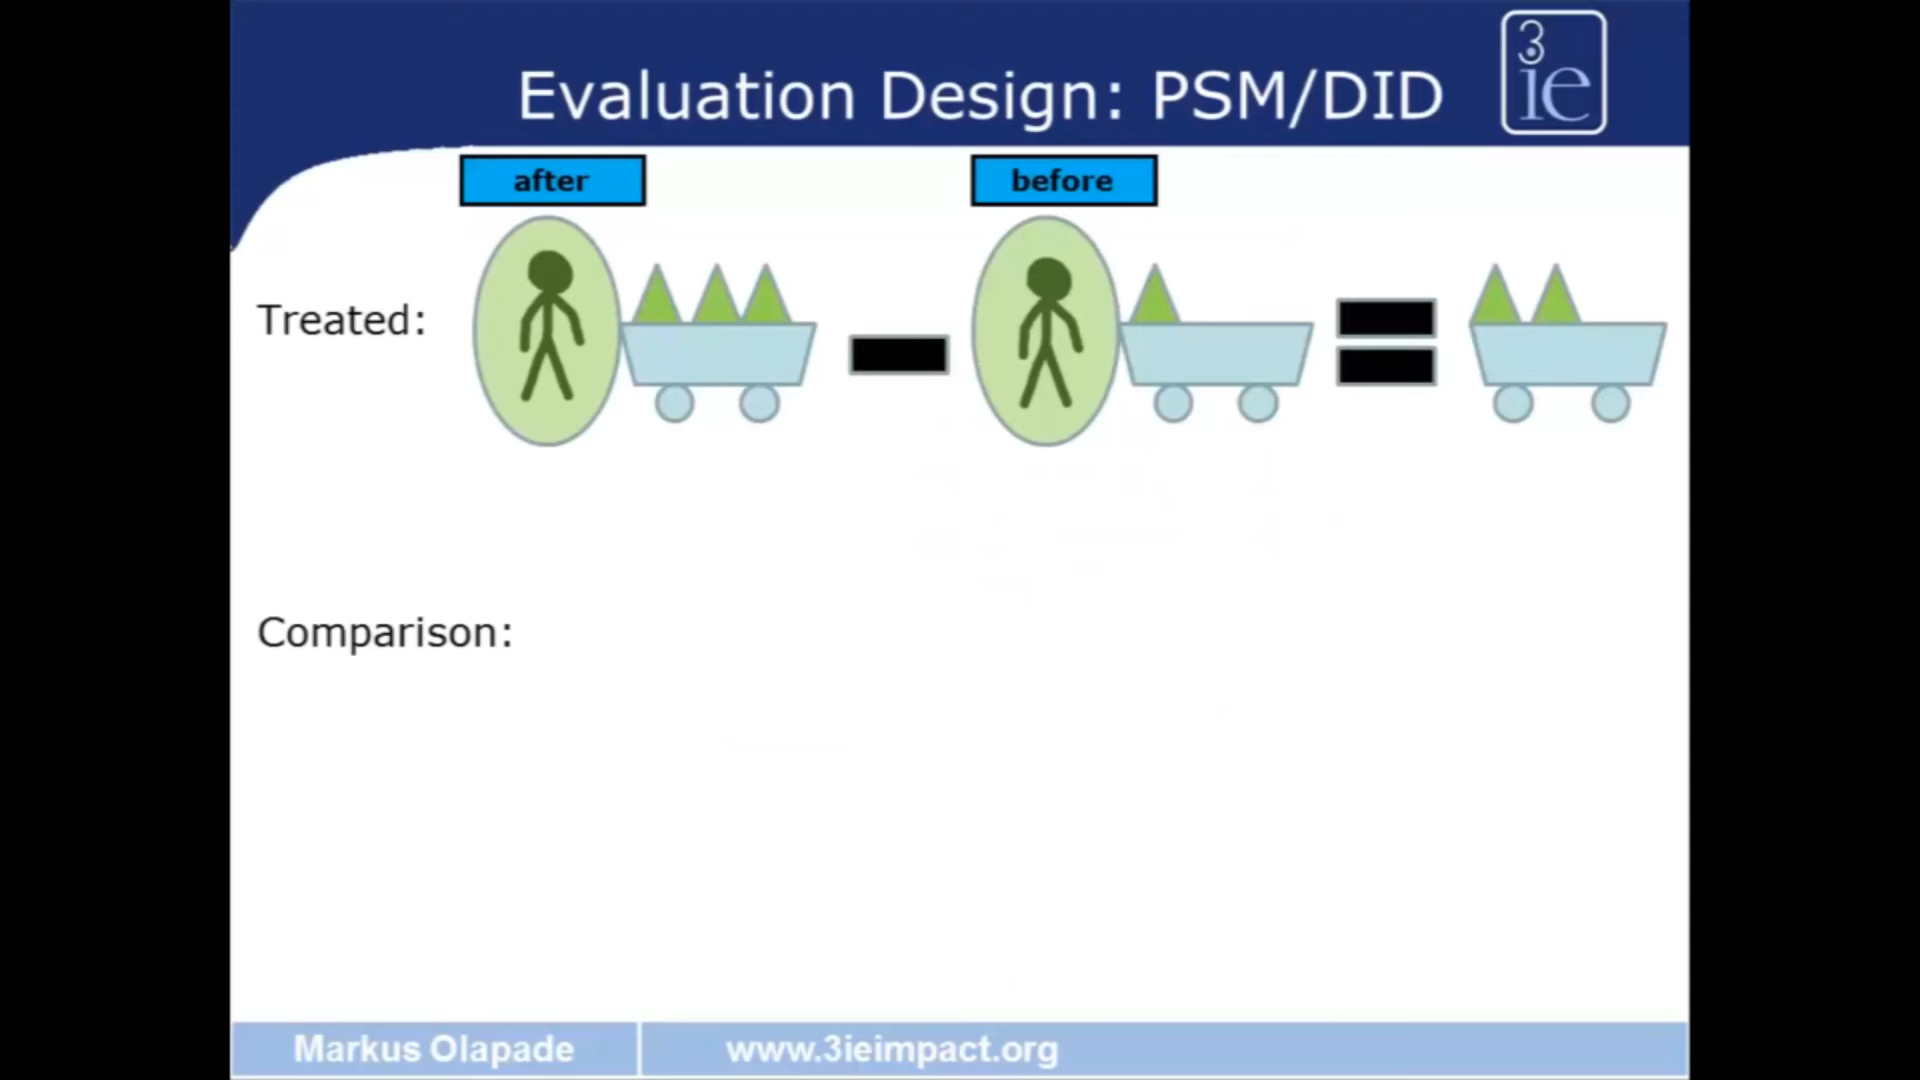 3
ie
Evaluation Design: PSM/DID
after
before
Treated:
Comparison:
Markus Olapade
www.3ieimpact.org